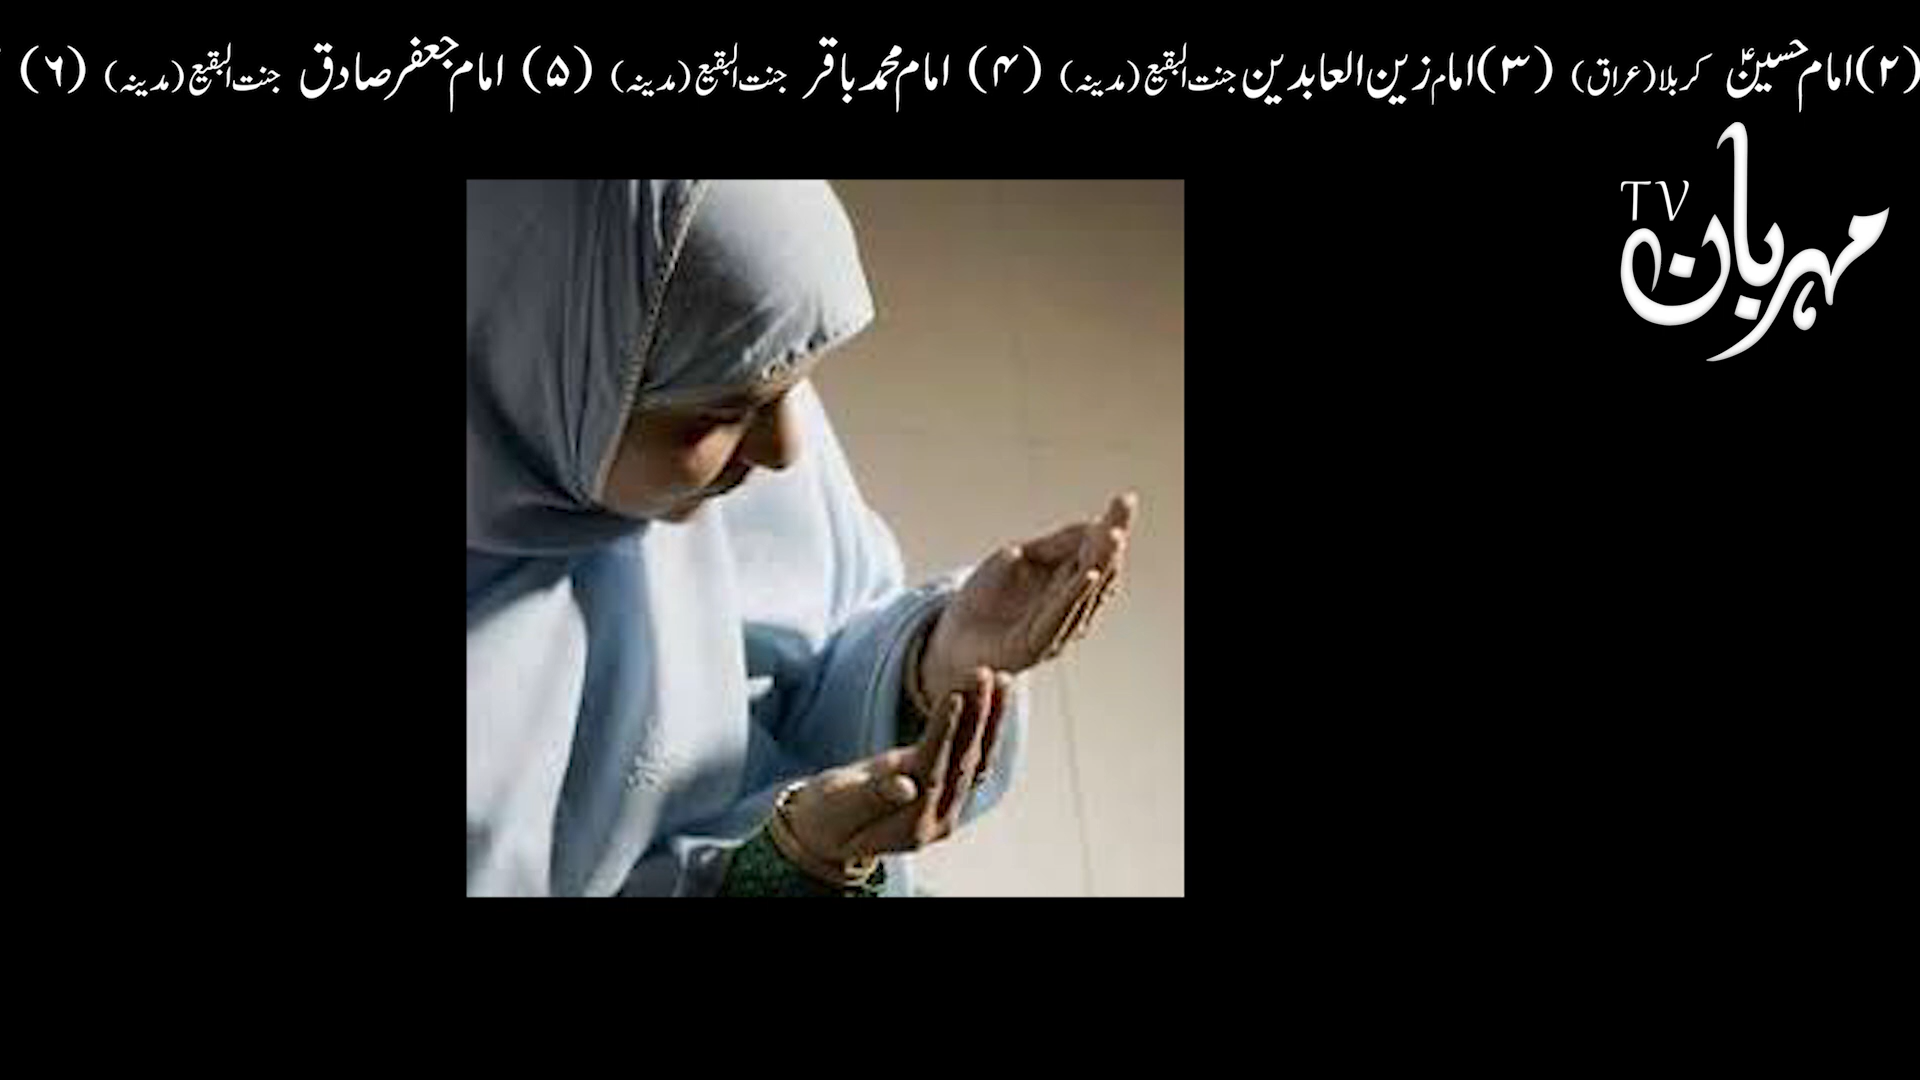 (۲) امام حسینؑ کربلا (عراق) (۳) امام زین العابدین جنت البقیع (مدینہ) (۴) امام محمد باقر جنت البقیع (مدینہ) (۵) امام جعفر صادق جنت البقیع (مدینہ) (۶)
TV
مہربان